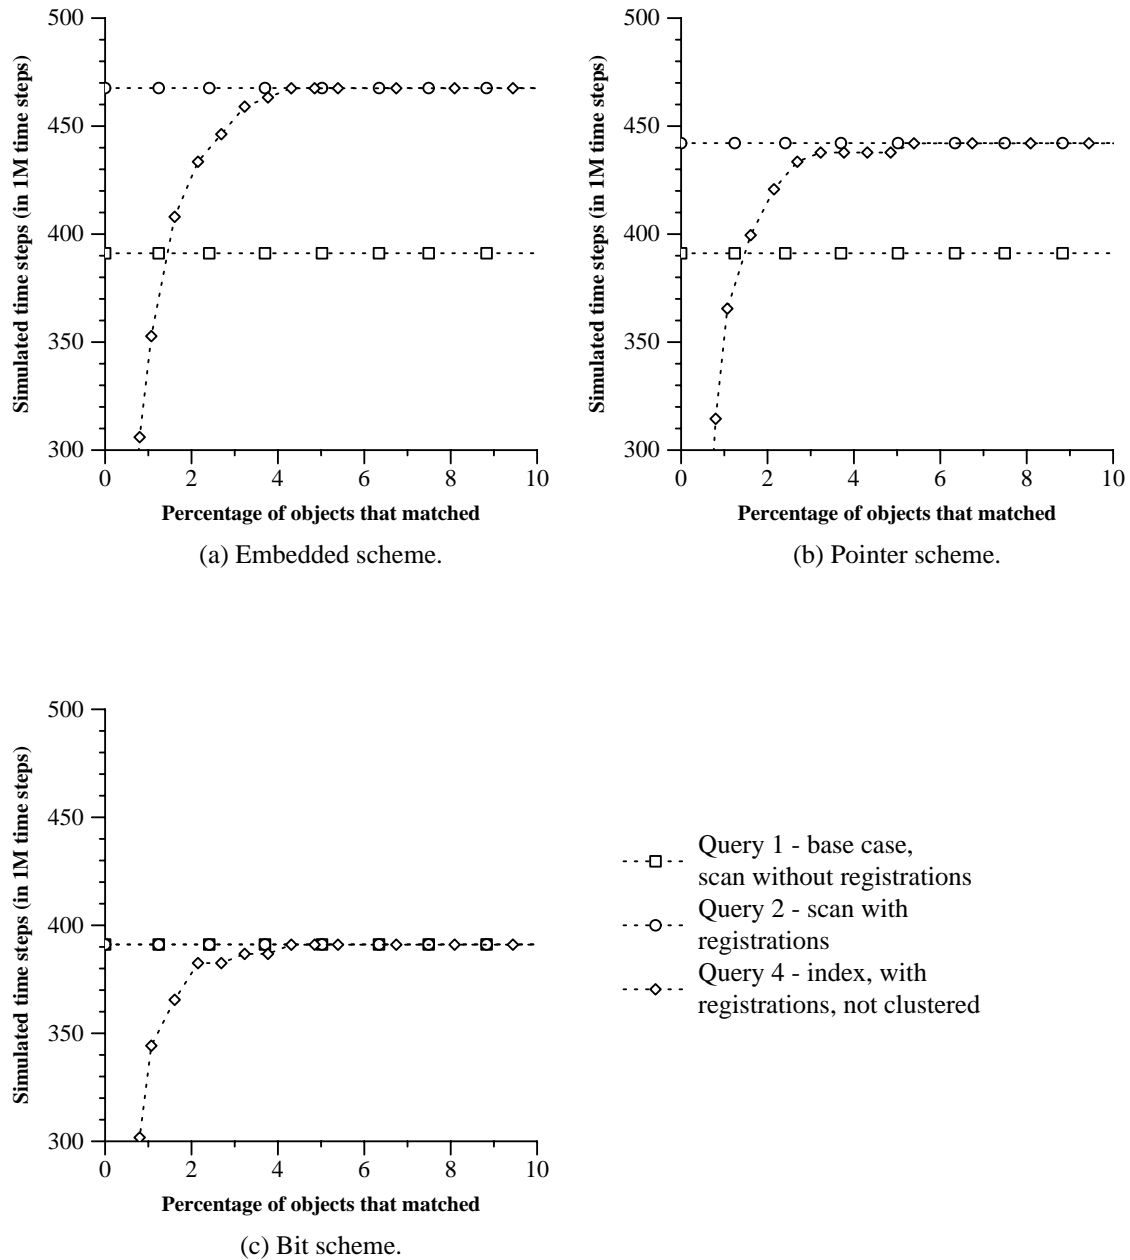 500
450
400
350
300
Simulated time steps (in 1M time steps)
0 2 4 6 8 10
Percentage of objects that matched
(a) Embedded scheme.
500
450
400
350
300
Simulated time steps (in 1M time steps)
0 2 4 6 8 10
Percentage of objects that matched
(b) Pointer scheme.
500
450
400
350
300
Simulated time steps (in 1M time steps)
0 2 4 6 8 10
Percentage of objects that matched
(c) Bit scheme.
Query 1 - base case,
scan without registrations
Query 2 - scan with
registrations
Query 4 - index, with
registrations, not clustered